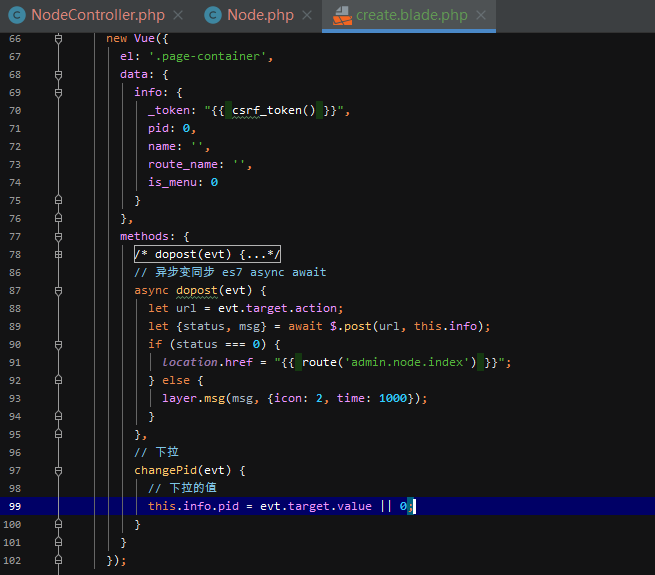 NodeController.php × Node.php × create.blade.php ×
66 new Vue({
67 el: '.page-container',
68 data: {
69 info: {
70 _token: "{{ csrf_token() }}",
71 pid: 0,
72 name: '',
73 route_name: '',
74 is_menu: 0
75 }
76 },
77 methods: {
78 /* dopost(evt) {...*/
86 // 异步变同步 es7 async await
87 async dopost(evt) {
88 let url = evt.target.action;
89 let {status, msg} = await $.post(url, this.info);
90 if (status === 0) {
91 location.href = "{{ route('admin.node.index') }}";
92 } else {
93 layer.msg(msg, {icon: 2, time: 1000});
94 }
95 },
96 // 下拉
97 changePid(evt) {
98 // 下拉的值
99 this.info.pid = evt.target.value || 0;
100 }
101 }
102 });